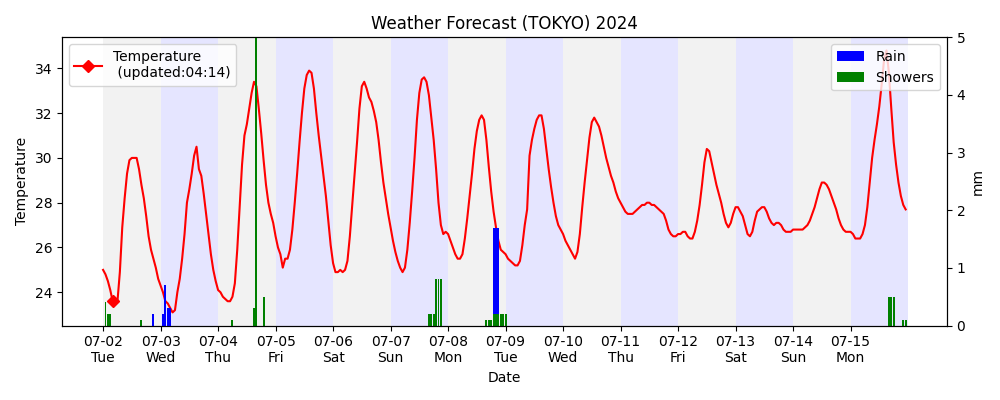 Weather Forecast (TOKYO) 2024
Temperature
(updated:04:14)
Rain
Showers
Temperature
34
32
30
28
26
24
5
4
3
2
1
0
mm
07-02 07-03 07-04 07-05 07-06 07-07 07-08 07-09 07-10 07-11 07-12 07-13 07-14 07-15
Tue Wed Thu Fri Sat Sun Mon Tue Wed Thu Fri Sat Sun Mon
Date